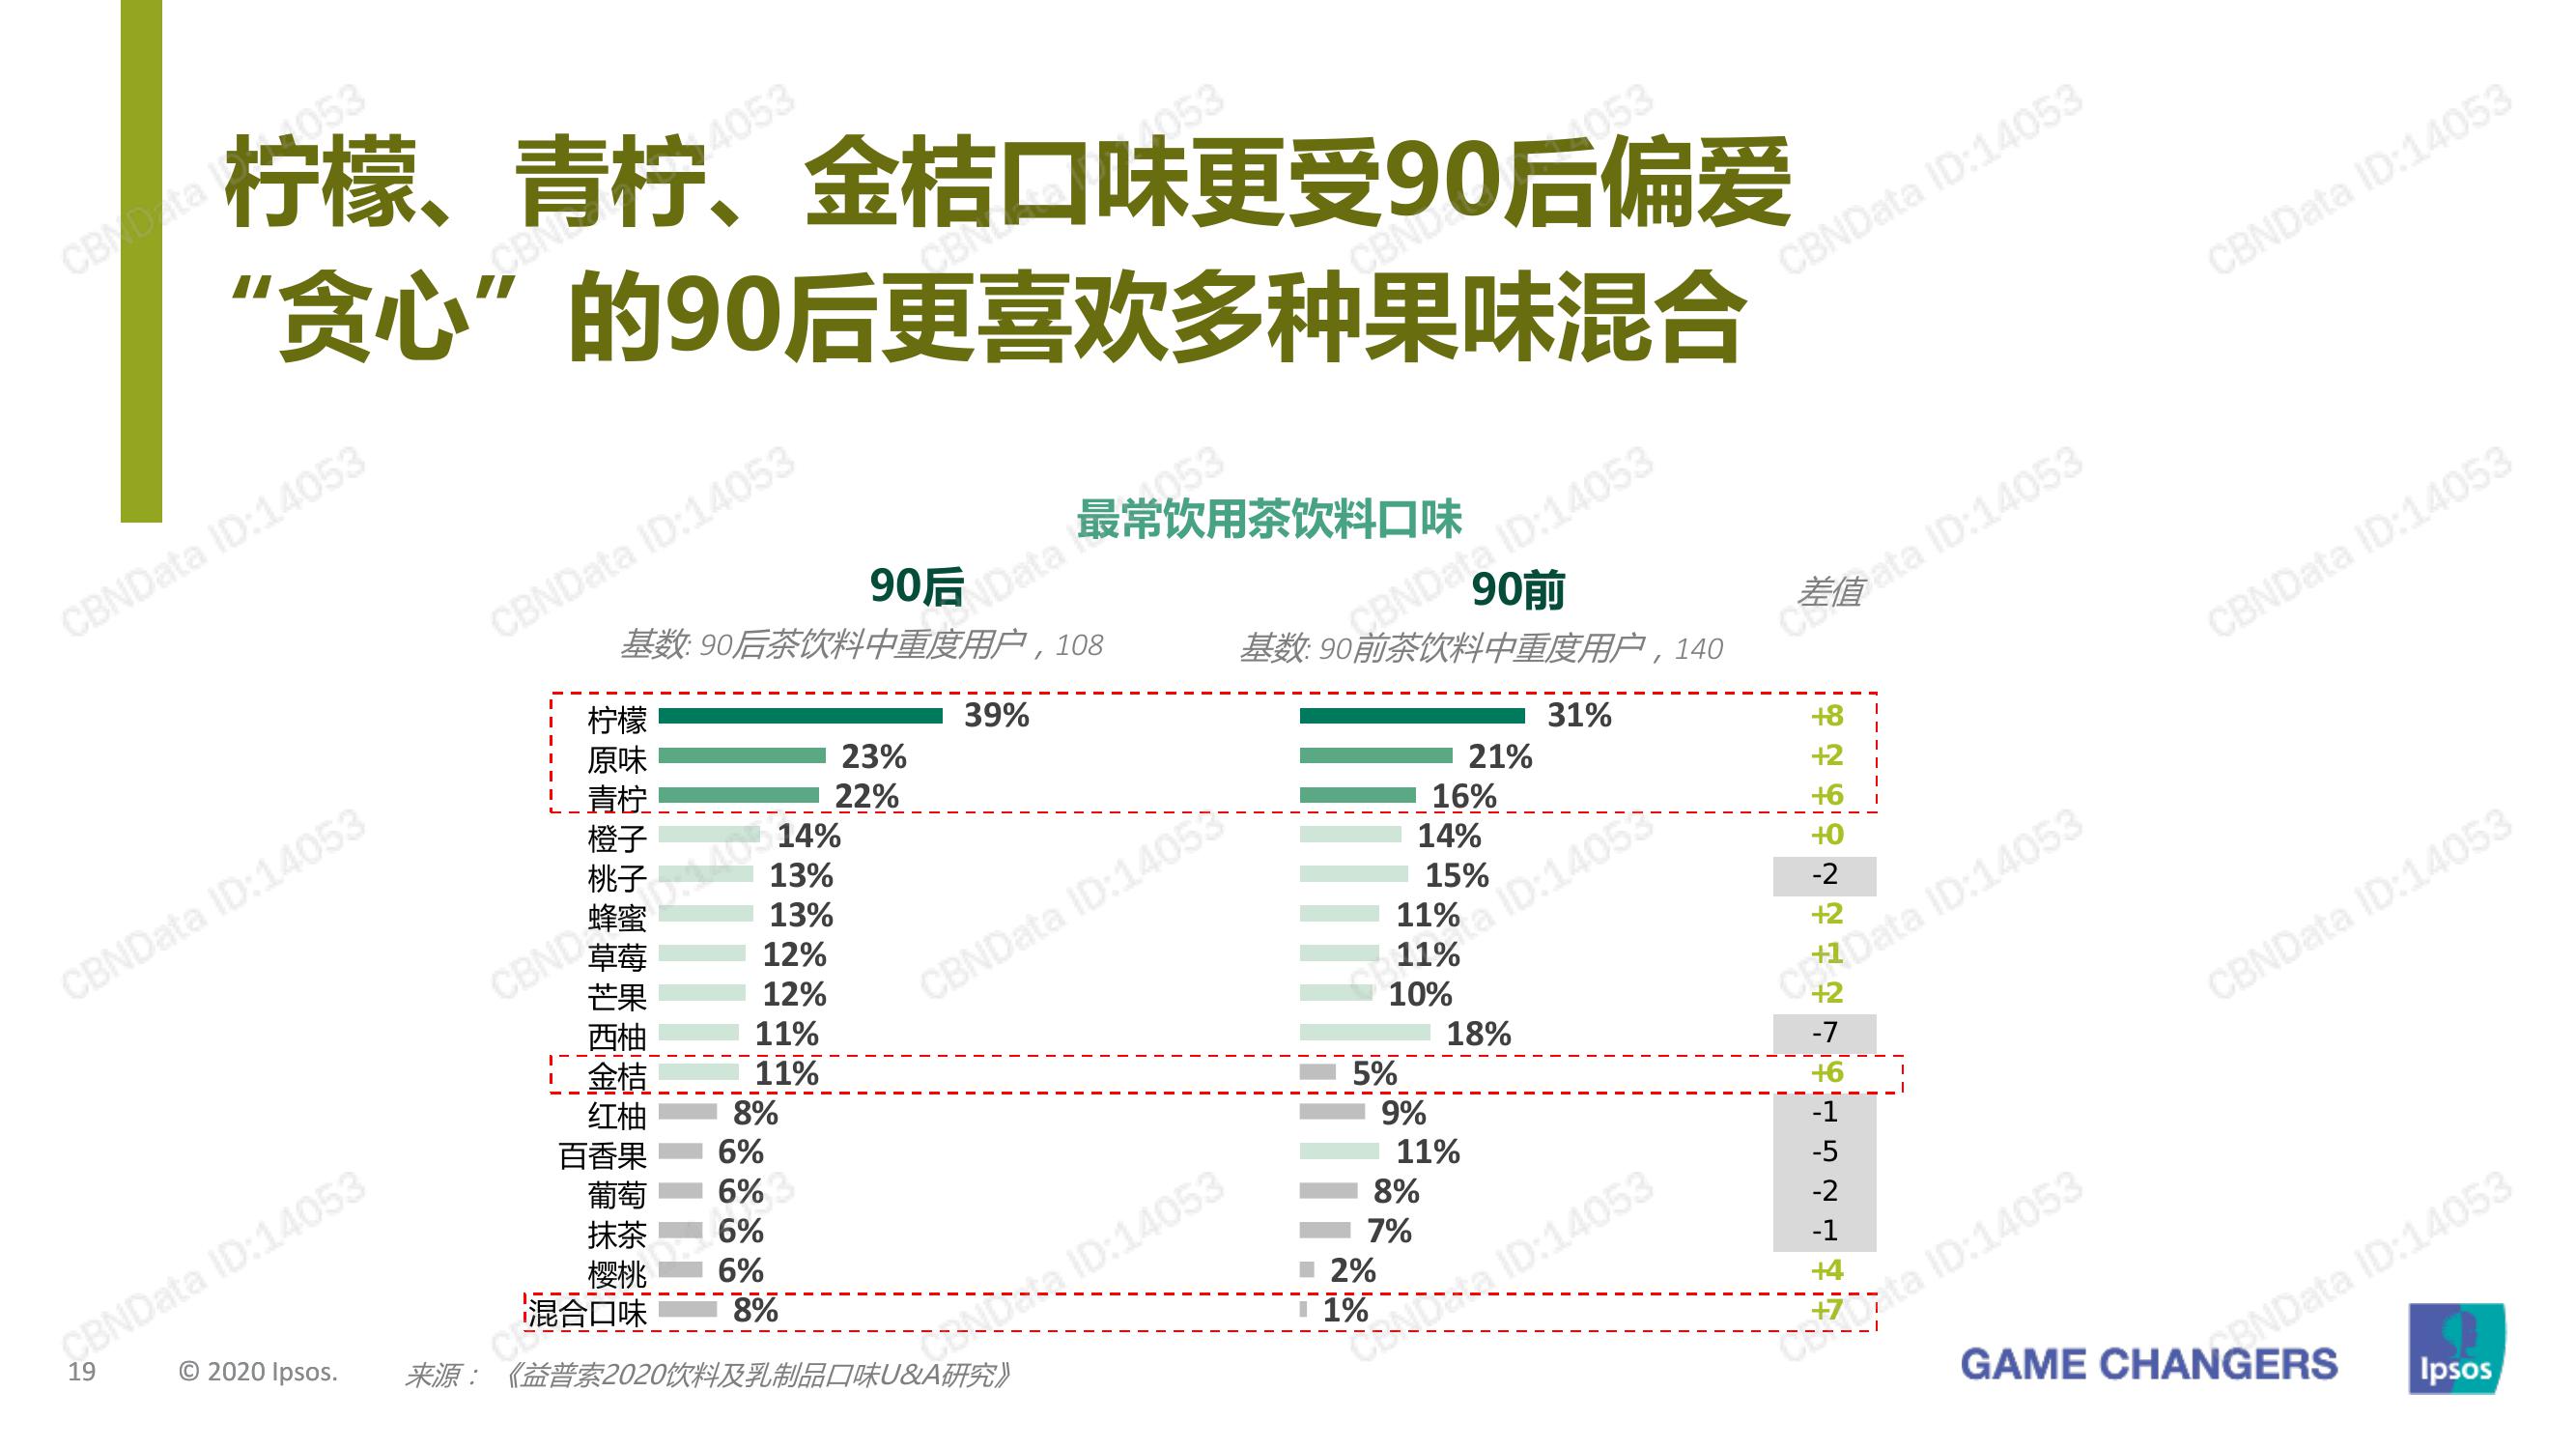 柠檬、青柠、金桔口味更受90后偏爱
“贪心”的90后更喜欢多种果味混合
最常饮用茶饮料口味
90后 90前 差值
基数: 90后茶饮料中重度用户，108 基数: 90前茶饮料中重度用户，140
柠檬 39% 31% +8
原味 23% 21% +2
青柠 22% 16% +6
橙子 14% 14% +0
桃子 13% 15% -2
蜂蜜 13% 11% +2
草莓 12% 11% +1
芒果 12% 10% +2
西柚 11% 18% -7
金桔 11% 5% +6
红柚 8% 9% -1
百香果 6% 11% -5
葡萄 6% 8% -2
抹茶 6% 7% -1
樱桃 6% 2% +4
混合口味 8% 1% +7
19 © 2020 Ipsos. 来源：《益普索2020饮料及乳制品口味U&A研究》 GAME CHANGERS Ipsos
CBNData ID:14053